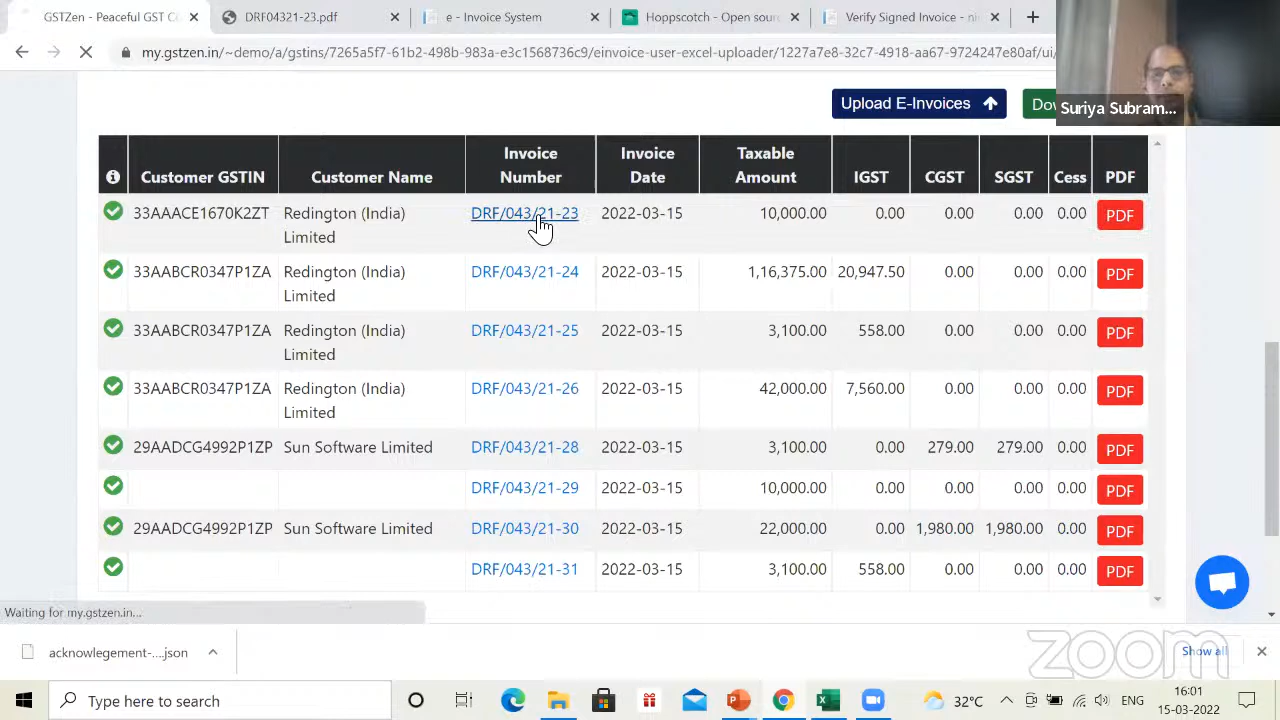 GSTZen - Peaceful GST Co
DRF04321-23.pdf
e - Invoice System
Hoppscotch - Open sour
Verify Signed Invoice - ni
my.gstzen.in/~demo/a/gstins/7265a5f7-61b2-498b-983a-e3c1568736c9/einvoice-user-excel-uploader/1227a7e8-32c7-4918-aa67-9724247e80af/ui/
Suriya Subram...
Upload E-Invoices
Customer GSTIN Customer Name Invoice Number Invoice Date Taxable Amount IGST CGST SGST Cess PDF
33AAACE1670K2ZT Redington (India) Limited DRF/043/21-23 2022-03-15 10,000.00 0.00 0.00 0.00 0.00 PDF
33AABCR0347P1ZA Redington (India) Limited DRF/043/21-24 2022-03-15 1,16,375.00 20,947.50 0.00 0.00 0.00 PDF
33AABCR0347P1ZA Redington (India) Limited DRF/043/21-25 2022-03-15 3,100.00 558.00 0.00 0.00 0.00 PDF
33AABCR0347P1ZA Redington (India) Limited DRF/043/21-26 2022-03-15 42,000.00 7,560.00 0.00 0.00 0.00 PDF
29AADCG4992P1ZP Sun Software Limited DRF/043/21-28 2022-03-15 3,100.00 0.00 279.00 279.00 0.00 PDF
DRF/043/21-29 2022-03-15 10,000.00 0.00 0.00 0.00 0.00 PDF
29AADCG4992P1ZP Sun Software Limited DRF/043/21-30 2022-03-15 22,000.00 0.00 1,980.00 1,980.00 0.00 PDF
DRF/043/21-31 2022-03-15 3,100.00 558.00 0.00 0.00 0.00 PDF
Waiting for my.gstzen.in...
acknowlegement-....json
Show all
zoom
Type here to search
32°C
ENG
16:01
15-03-2022